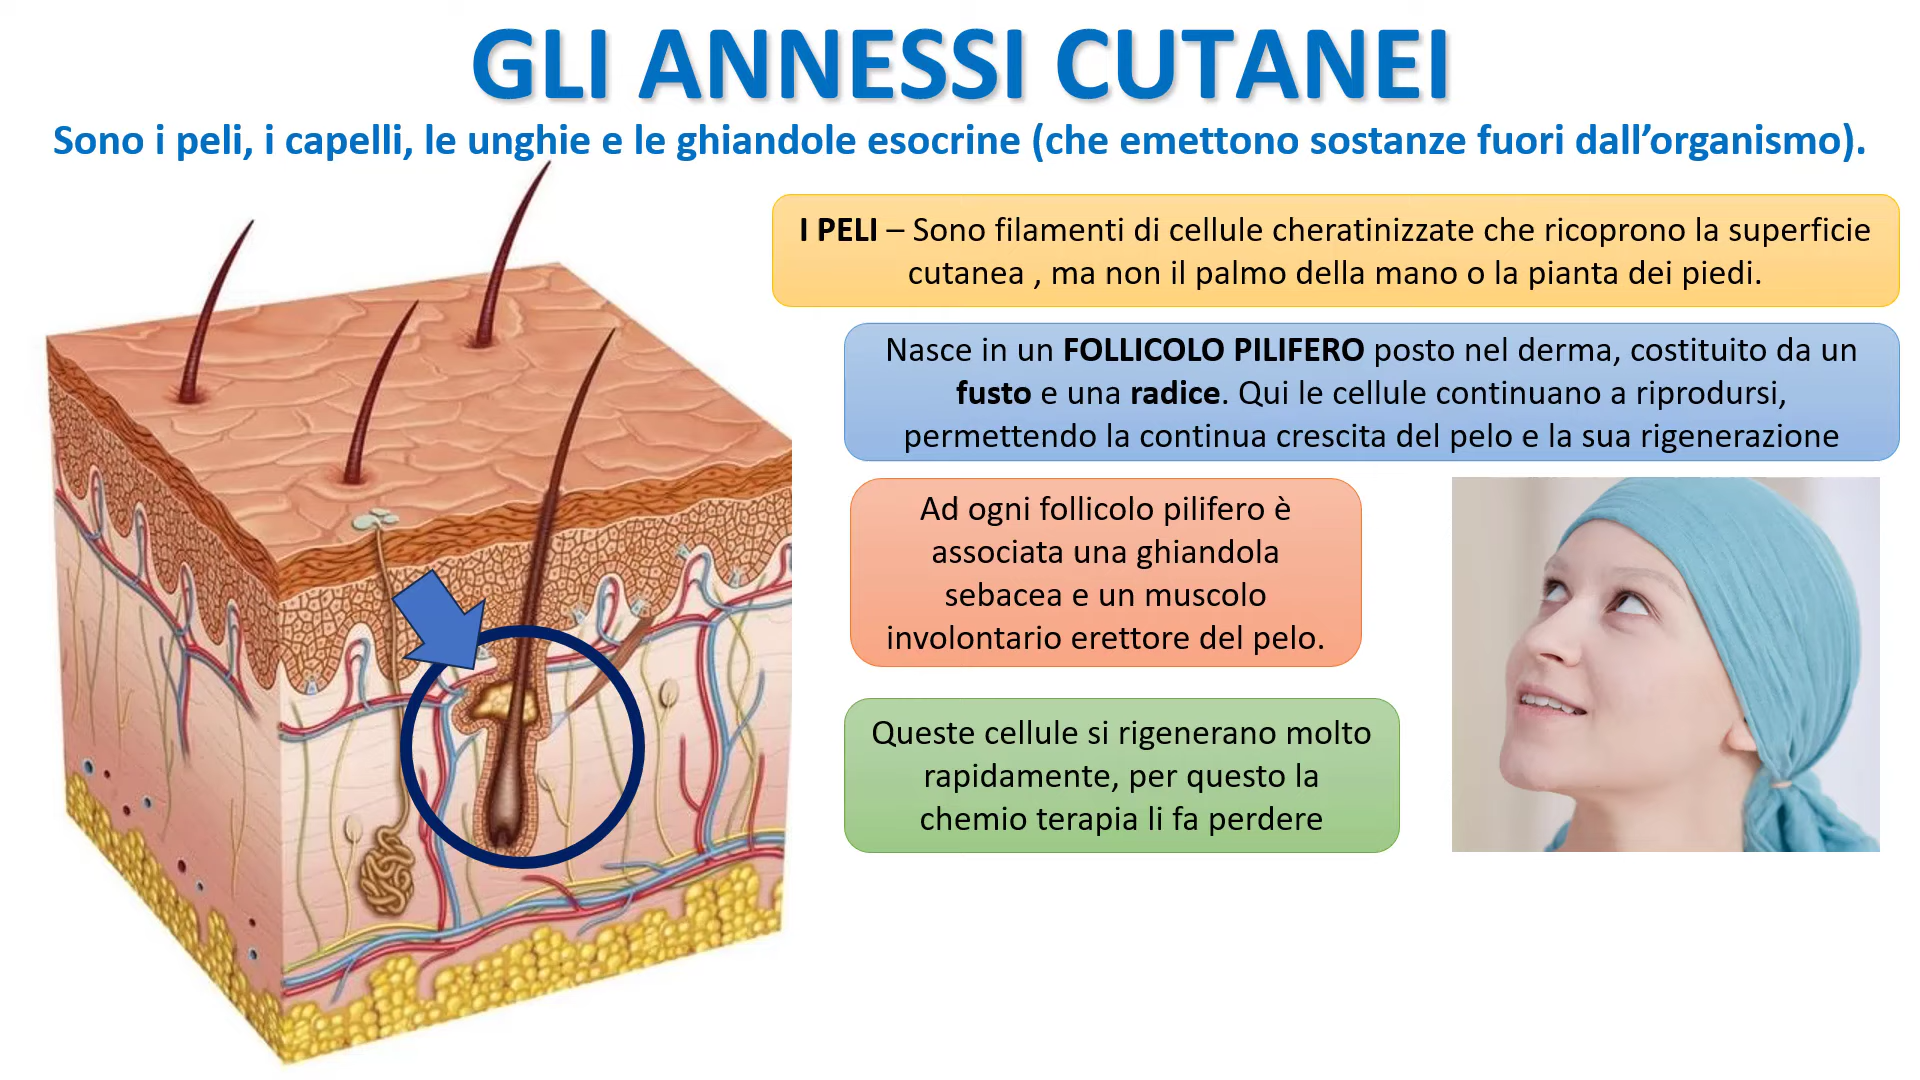 GLI ANNESSI CUTANEI
Sono i peli, i capelli, le unghie e le ghiandole esocrine (che emettono sostanze fuori dall’organismo).
I PELI – Sono filamenti di cellule cheratinizzate che ricoprono la superficie
cutanea , ma non il palmo della mano o la pianta dei piedi.
Nasce in un FOLLICOLO PILIFERO posto nel derma, costituito da un
fusto e una radice. Qui le cellule continuano a riprodursi,
permettendo la continua crescita del pelo e la sua rigenerazione
Ad ogni follicolo pilifero è
associata una ghiandola
sebacea e un muscolo
involontario erettore del pelo.
Queste cellule si rigenerano molto
rapidamente, per questo la
chemio terapia li fa perdere